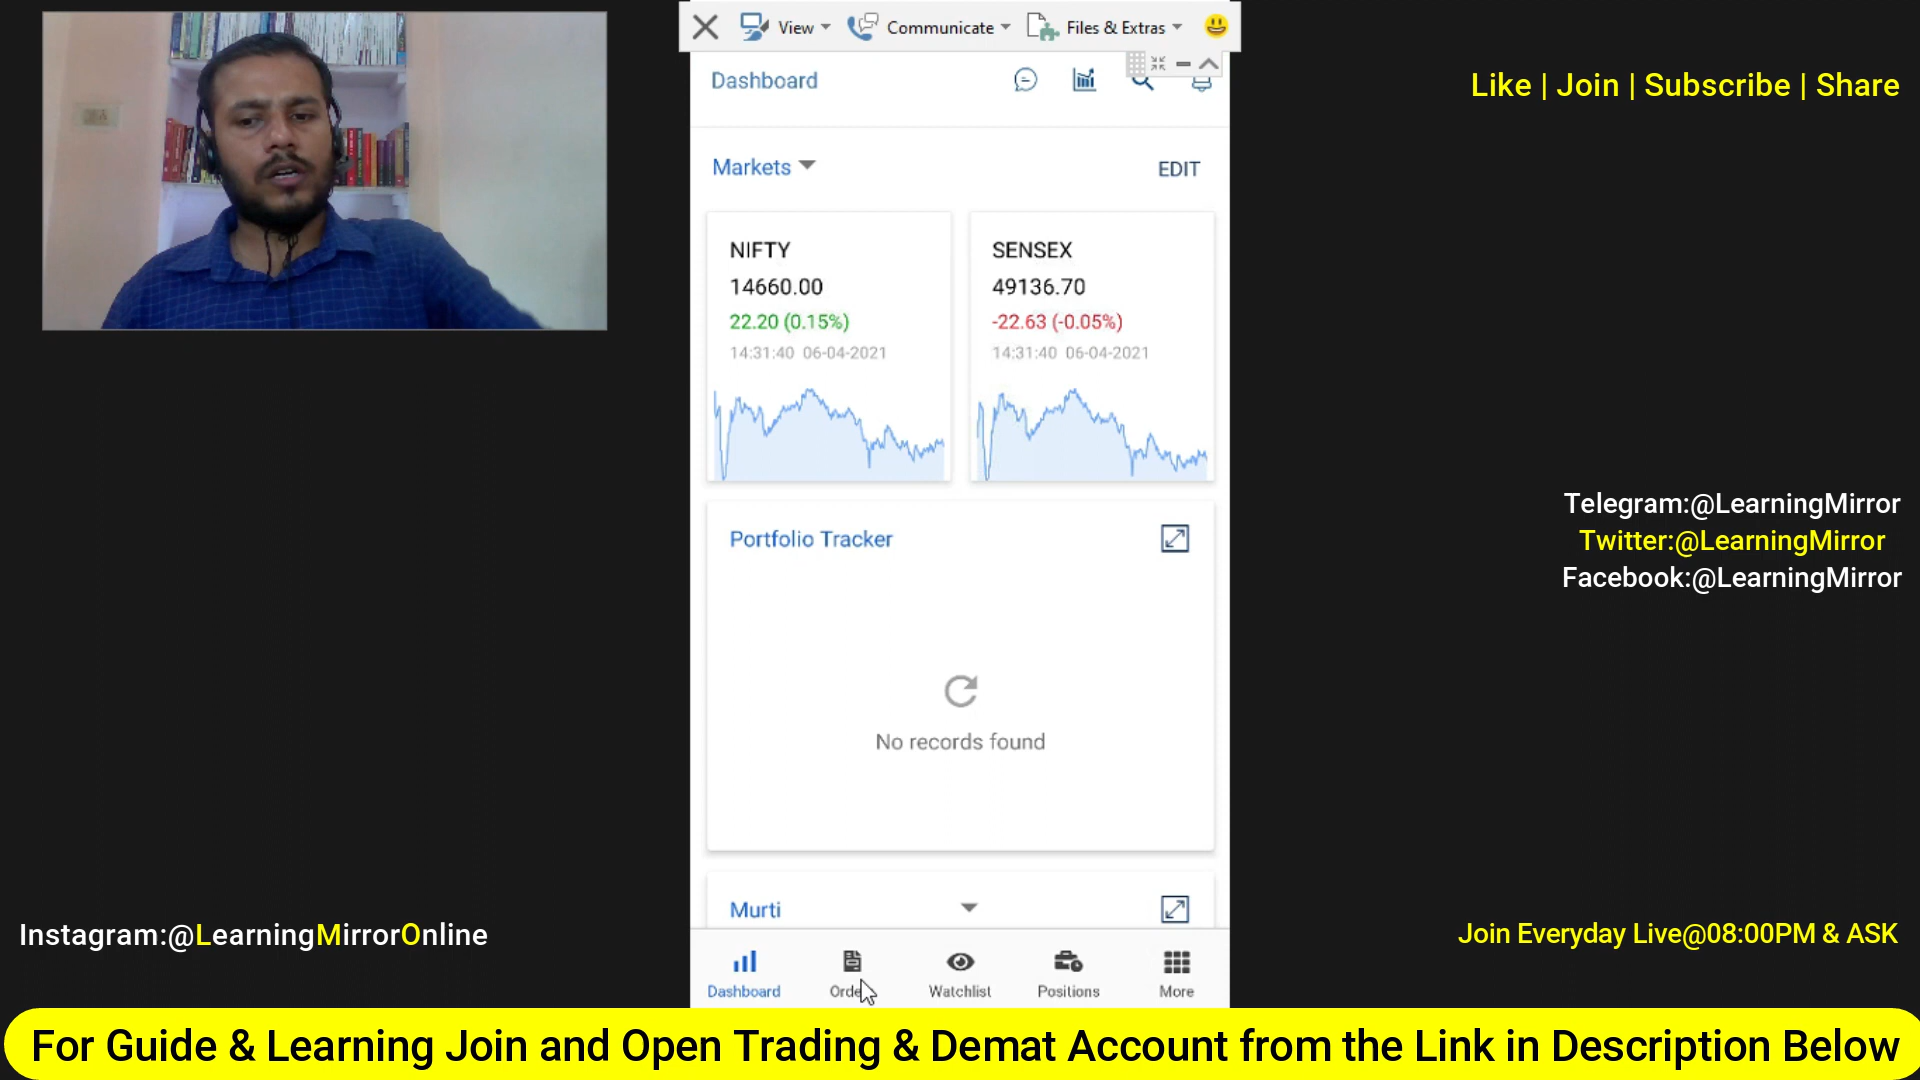 View
Communicate
Files & Extras
Dashboard
Like | Join | Subscribe | Share
Markets
EDIT
NIFTY
14660.00
22.20 (0.15%)
14:31:40 06-04-2021
SENSEX
49136.70
-22.63 (-0.05%)
14:31:40 06-04-2021
Telegram:@LearningMirror
Twitter:@LearningMirror
Facebook:@LearningMirror
Portfolio Tracker
No records found
Murti
Instagram:@LearningMirrorOnline
Join Everyday Live@08:00PM & ASK
Dashboard
Watchlist
Positions
More
For Guide & Learning Join and Open Trading & Demat Account from the Link in Description Below